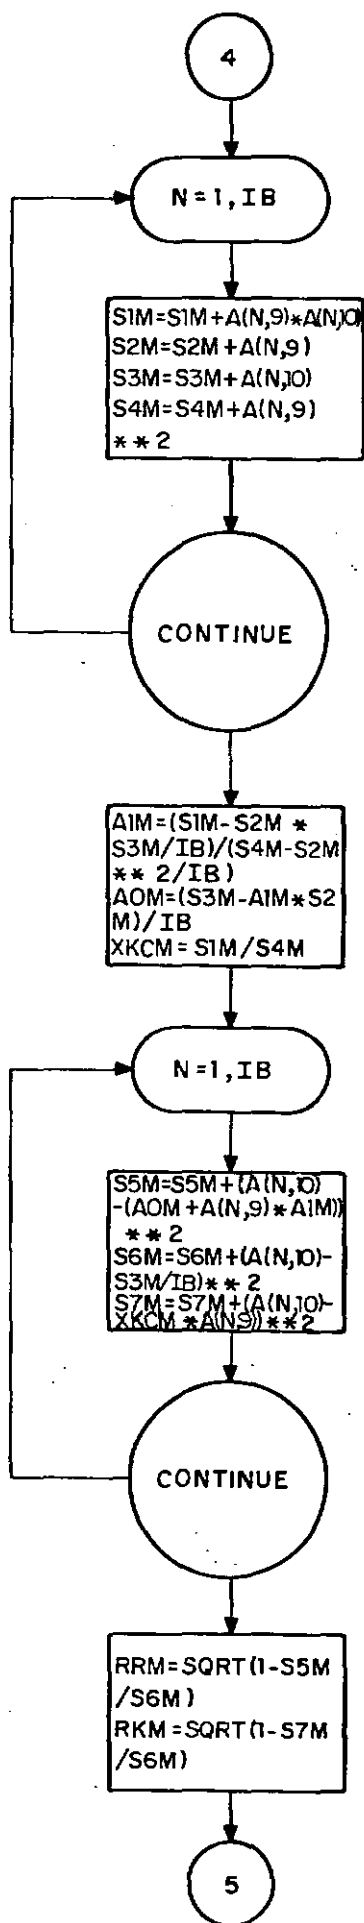 4
N=1,IB
S1M=S1M+A(N,9)*A(N,10)
S2M=S2M+A(N,9)
S3M=S3M+A(N,10)
S4M=S4M+A(N,9)
**2
CONTINUE
A1M=(S1M-S2M *
S3M/IB)/(S4M-S2M
** 2/IB)
AOM=(S3M-A1M*S2
M)/IB
XKCM=S1M/S4M
N=1,IB
S5M=S5M+(A(N,10)
-(AOM+A(N,9)*A1M))
**2
S6M=S6M+(A(N,10)-
S3M/IB)**2
S7M=S7M+(A(N,10)-
XKCM*A(N,9))**2
CONTINUE
RRM=SQRT(1-S5M
/S6M)
RKM=SQRT(1-S7M
/S6M)
5